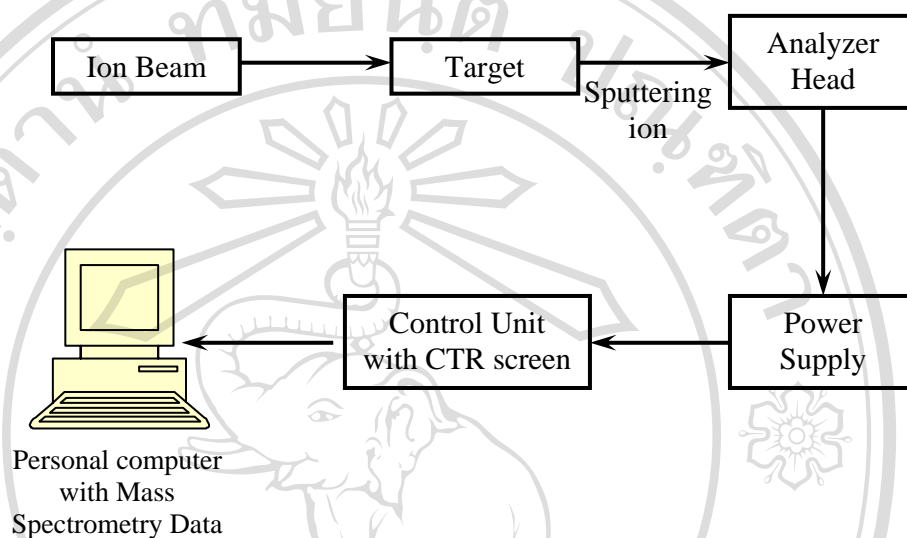 Ion Beam
Target
Sputtering
ion
Analyzer
Head
Power
Supply
Control Unit
with CTR screen
Personal computer
with Mass
Spectrometry Data